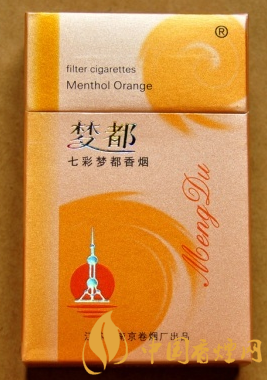 ®
filter cigarettes
Menthol Orange
梦都
七彩梦都香烟
Meng Du
京卷烟厂出品
中国香烟网